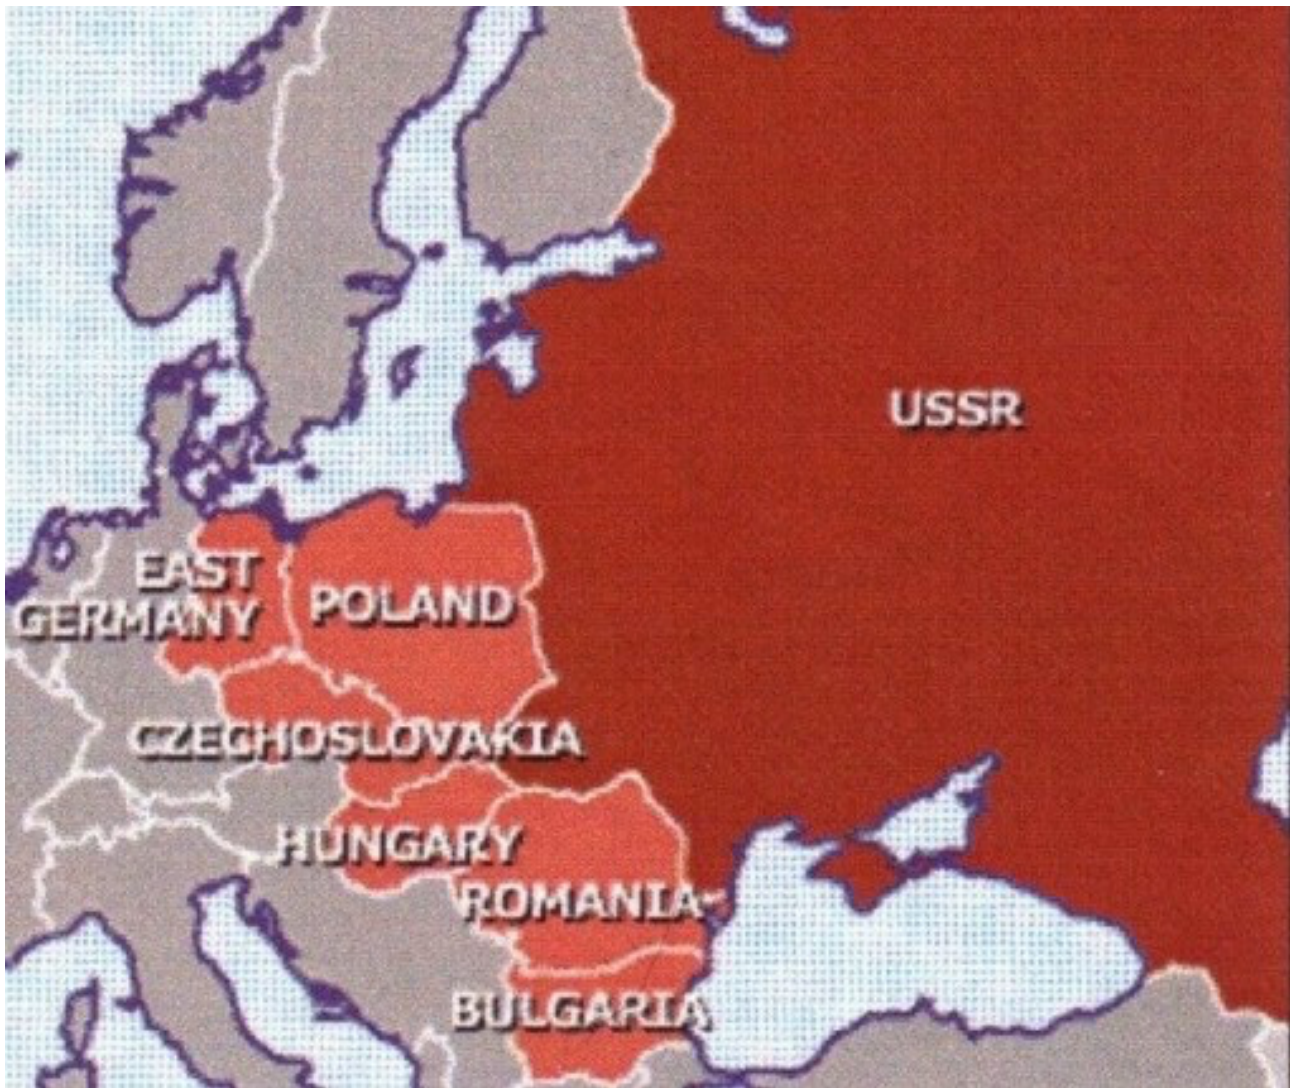 USSR
EAST
GERMANY
POLAND
CZECHOSLOVAKIA
HUNGARY
ROMANIA
BULGARIA